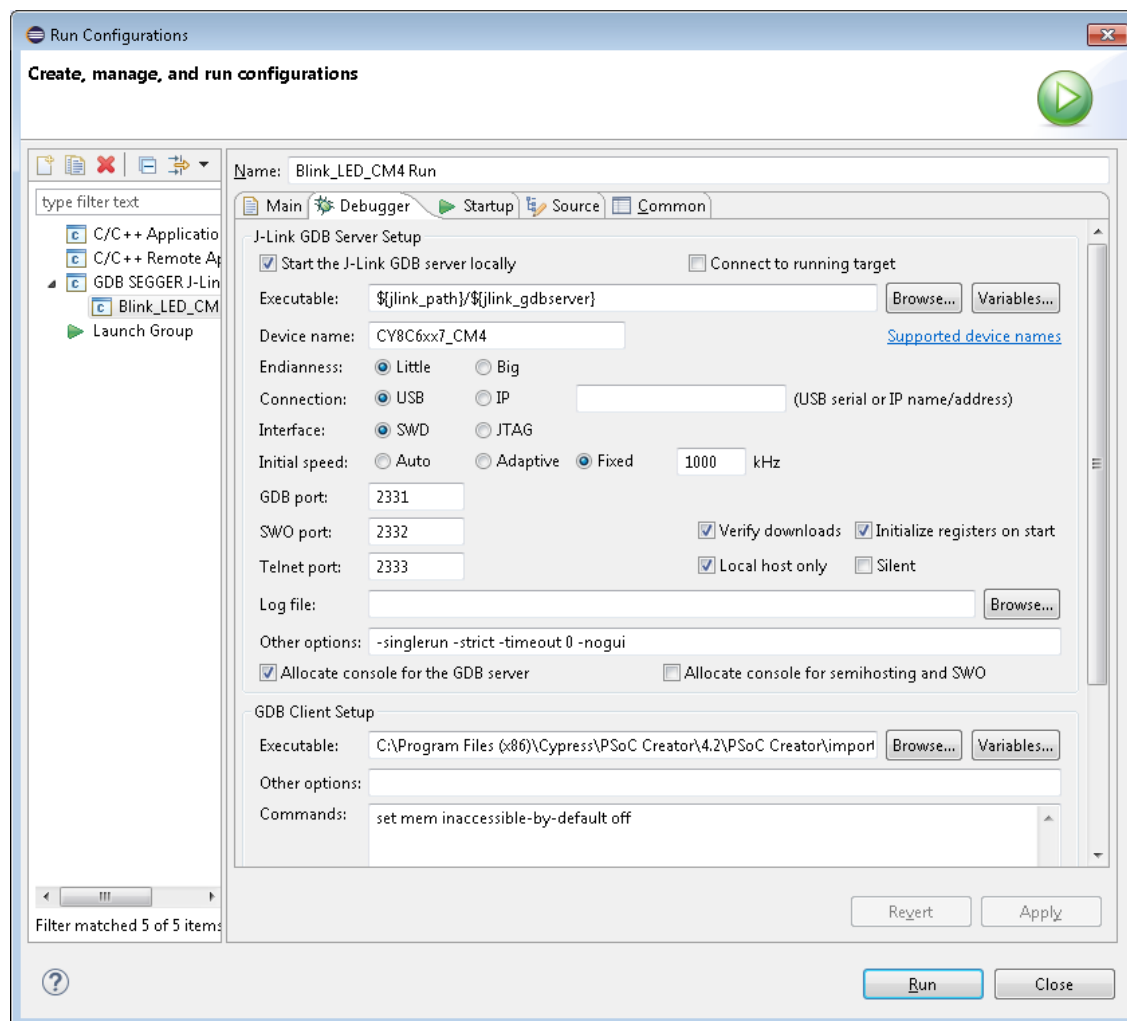 Run Configurations
Create, manage, and run configurations
type filter text
C/C++ Applicatio
C/C++ Remote Ap
GDB SEGGER J-Lin
Blink_LED_CM
Launch Group
Filter matched 5 of 5 items
Name: Blink_LED_CM4 Run
Main Debugger Startup Source Common
J-Link GDB Server Setup
Start the J-Link GDB server locally Connect to running target
Executable: ${jlink_path}/${jlink_gdbserver} Browse... Variables...
Device name: CY8C6xx7_CM4 Supported device names
Endianness: Little Big
Connection: USB IP (USB serial or IP name/address)
Interface: SWD JTAG
Initial speed: Auto Adaptive Fixed 1000 kHz
GDB port: 2331
SWO port: 2332 Verify downloads Initialize registers on start
Telnet port: 2333 Local host only Silent
Log file: Browse...
Other options: -singlerun -strict -timeout 0 -nogui
Allocate console for the GDB server Allocate console for semihosting and SWO
GDB Client Setup
Executable: C:\Program Files (x86)\Cypress\PSoC Creator\4.2\PSoC Creator\import Browse... Variables...
Other options:
Commands: set mem inaccessible-by-default off
Revert Apply
? Run Close